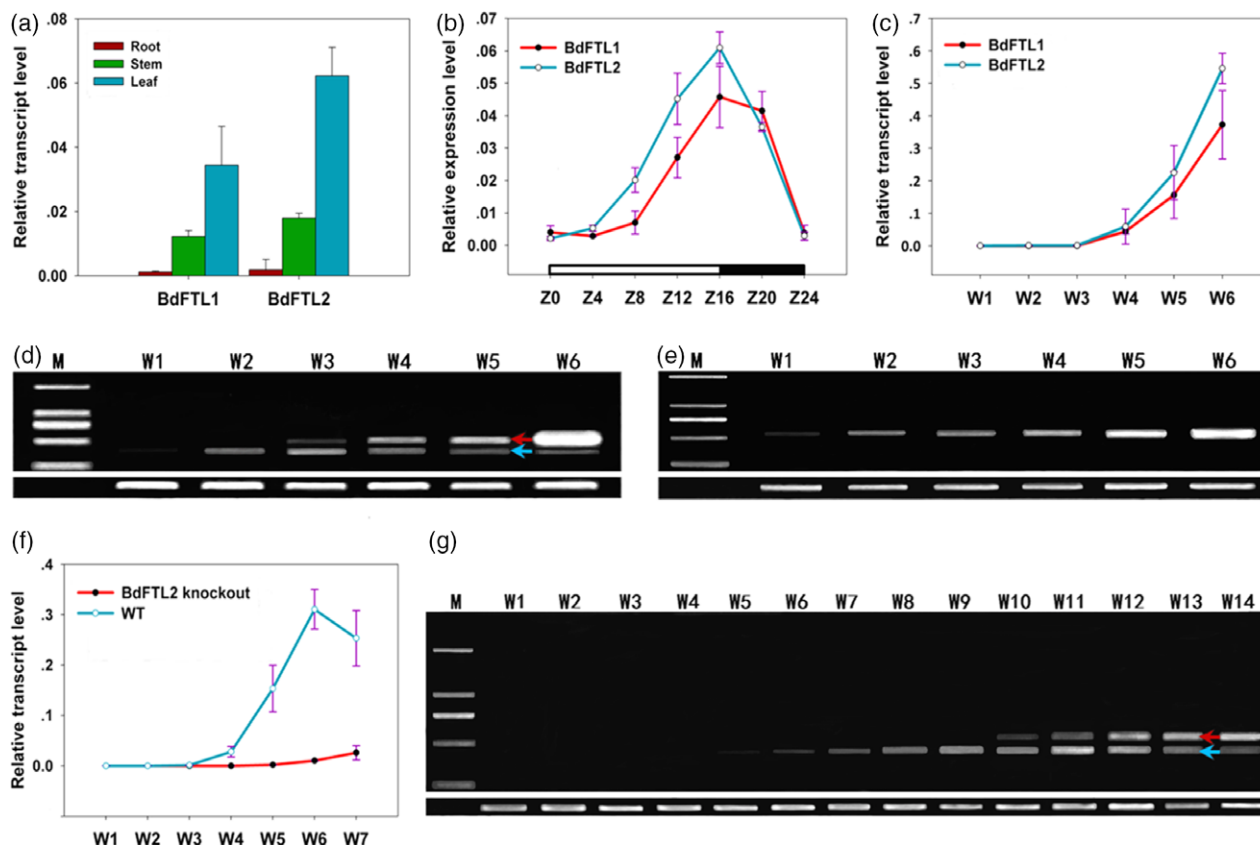 (a)
Relative transcript level
.08
.06
.04
.02
0.00
Root
Stem
Leaf
BdFTL1 BdFTL2
(b)
Relative expression level
.07
.06
.05
.04
.03
.02
.01
0.00
BdFTL1
BdFTL2
Z0 Z4 Z8 Z12 Z16 Z20 Z24
(c)
Relative transcript level
.7
.6
.5
.4
.3
.2
.1
.0
BdFTL1
BdFTL2
W1 W2 W3 W4 W5 W6
(d)
M W1 W2 W3 W4 W5 W6
(e)
M W1 W2 W3 W4 W5 W6
(f)
Relative transcript level
.4
.3
.2
.1
0.0
BdFTL2 knockout
WT
W1 W2 W3 W4 W5 W6 W7
(g)
M W1 W2 W3 W4 W5 W6 W7 W8 W9 W10 W11 W12 W13 W14